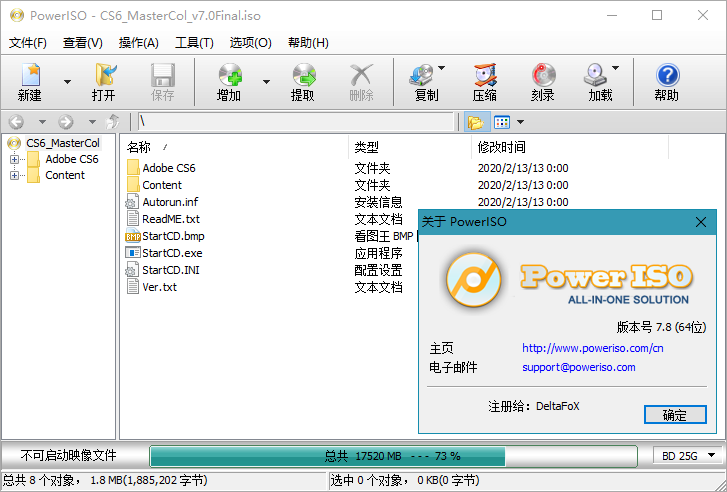 PowerISO - CS6_MasterCol_v7.0Final.iso
文件(F) 查看(V) 操作(A) 工具(T) 选项(O) 帮助(H)
新建 打开 保存 增加 提取 删除 复制 压缩 刻录 加载 帮助
\
CS6_MasterCol
Adobe CS6
Content
名称 类型 修改时间
Adobe CS6 文件夹 2020/2/13/13 0:00
Content 文件夹 2020/2/13/13 0:00
Autorun.inf 安装信息 2020/2/13/13 0:00
ReadME.txt 文本文档
StartCD.bmp 看图王 BMP
StartCD.exe 应用程序
StartCD.INI 配置设置
Ver.txt 文本文档
关于 PowerISO
Power ISO
ALL-IN-ONE SOLUTION
版本号 7.8 (64位)
主页 http://www.poweriso.com/cn
电子邮件 support@poweriso.com
注册给: DeltaFoX
确定
不可启动映像文件 总共 17520 MB --- 73 % BD 25G
总共 8 个对象, 1.8 MB(1,885,202 字节) 选中 0 个对象, 0 KB(0 字节)